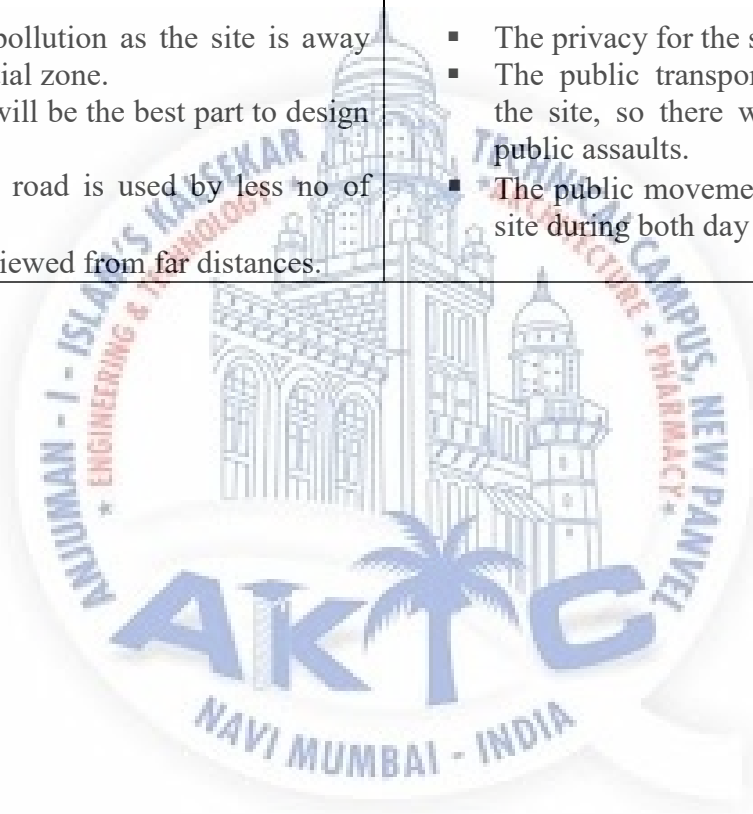 pollution as the site is away
tial zone.
will be the best part to design
road is used by less no of
iewed from far distances.
▪ The privacy for the s
▪ The public transpor
the site, so there w
public assaults.
▪ The public movemen
site during both day
ANJUMAN - I - ISLAM'S KALSEKAR TECHNICAL CAMPUS, NEW PANVEL
★ ENGINEERING & TECHNOLOGY ★ ARCHITECTURE ★ PHARMACY ★
AKTC
NAVI MUMBAI - INDIA